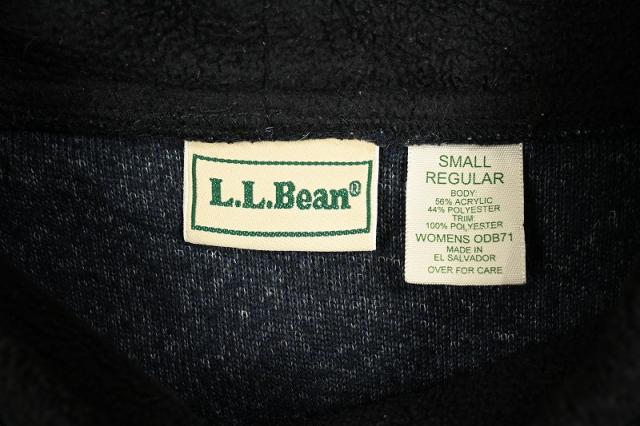 L.L.Bean®
SMALL
REGULAR
BODY:
56% ACRYLIC
44% POLYESTER
TRIM:
100% POLYESTER
WOMENS ODB71
MADE IN
EL SALVADOR
OVER FOR CARE